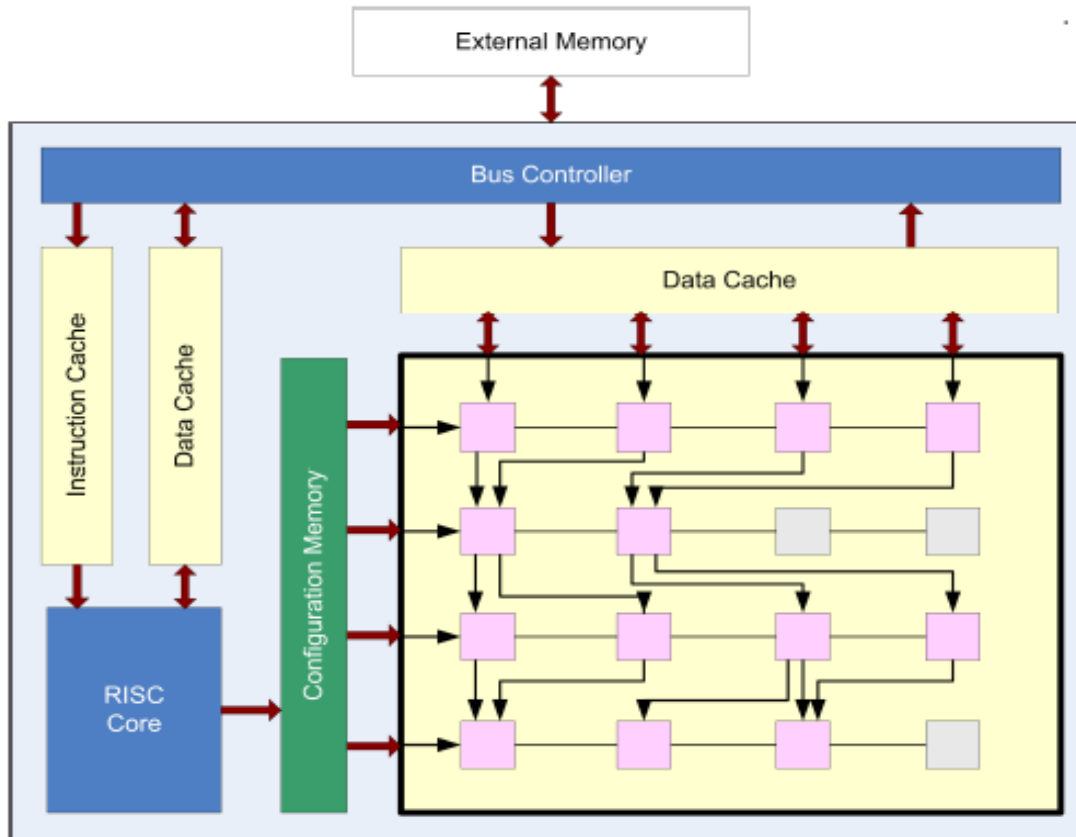 External Memory
Bus Controller
Instruction Cache
Data Cache
Data Cache
Configuration Memory
RISC
Core